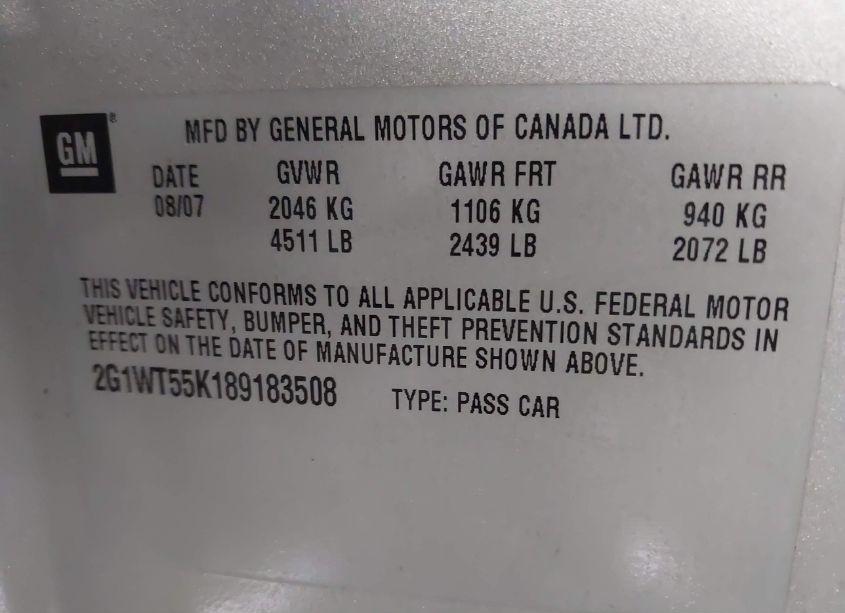 GM ®
MFD BY GENERAL MOTORS OF CANADA LTD.
DATE GVWR GAWR FRT GAWR RR
08/07 2046 KG 1106 KG 940 KG
4511 LB 2439 LB 2072 LB
THIS VEHICLE CONFORMS TO ALL APPLICABLE U.S. FEDERAL MOTOR
VEHICLE SAFETY, BUMPER, AND THEFT PREVENTION STANDARDS IN
EFFECT ON THE DATE OF MANUFACTURE SHOWN ABOVE.
2G1WT55K189183508 TYPE: PASS CAR